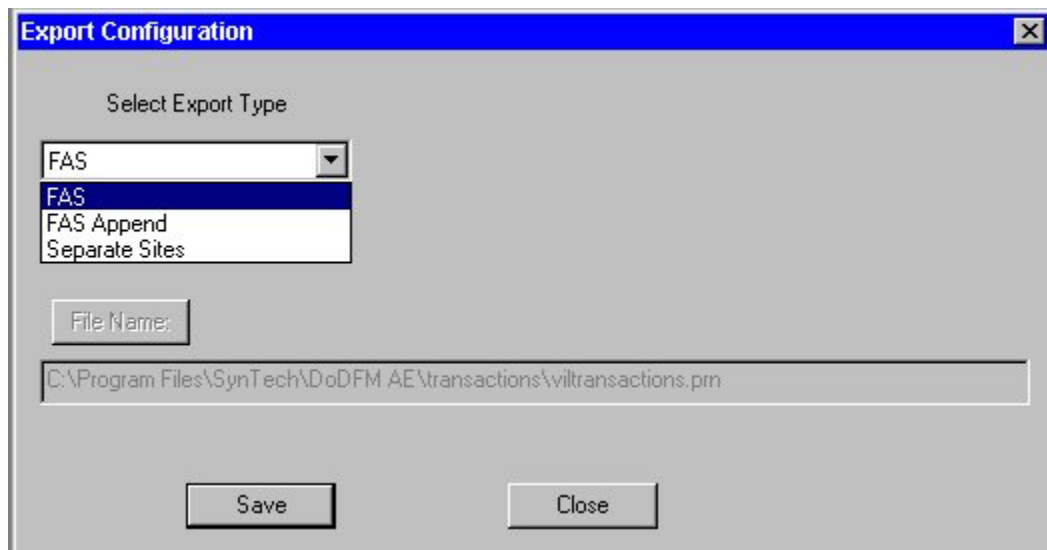 Export Configuration
Select Export Type
FAS
FAS
FAS Append
Separate Sites
File Name:
C:\Program Files\SynTech\DoDFM AE\transactions\viltransactions.prn
Save
Close